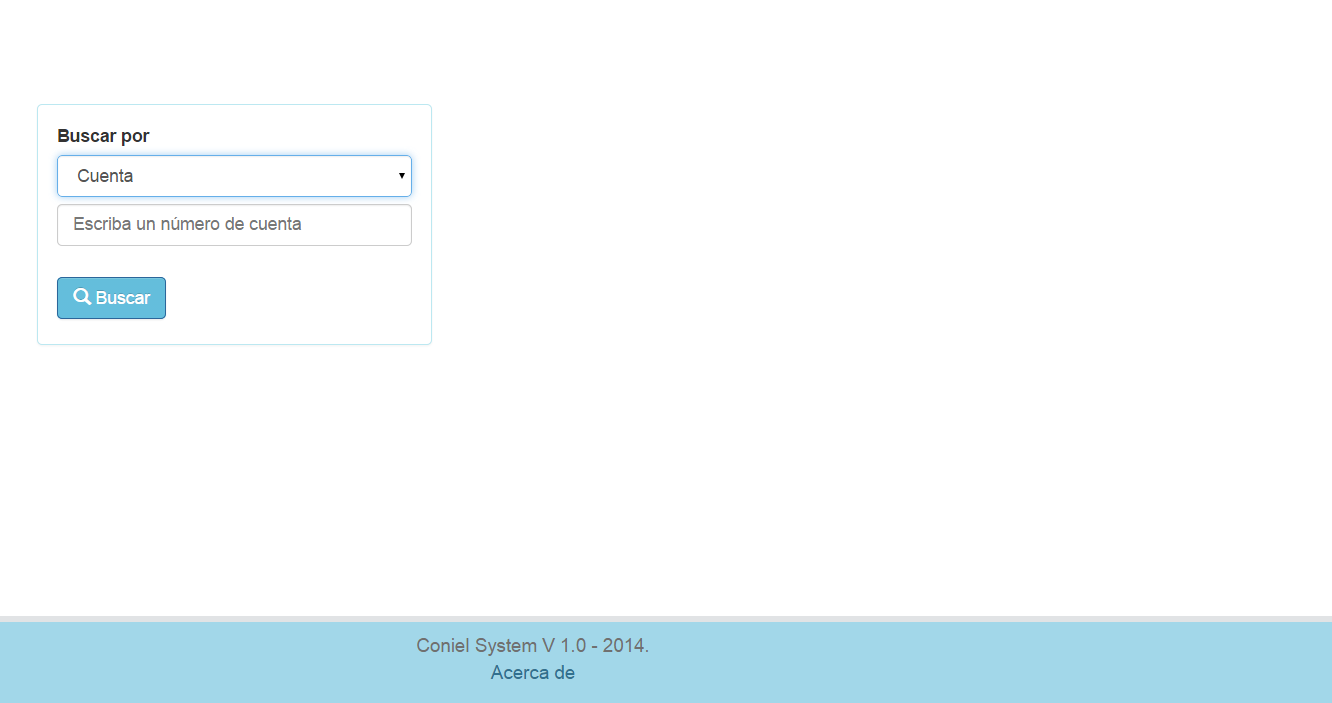 Buscar por
Cuenta
Escriba un número de cuenta
Buscar
Coniel System V 1.0 - 2014.
Acerca de